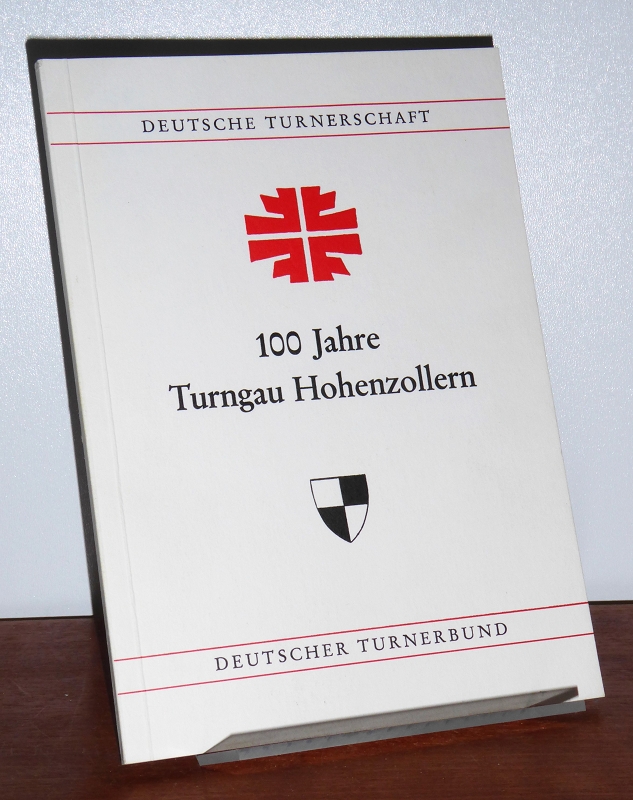 DEUTSCHE TURNERSCHAFT
100 Jahre
Turngau Hohenzollern
DEUTSCHER TURNERBUND